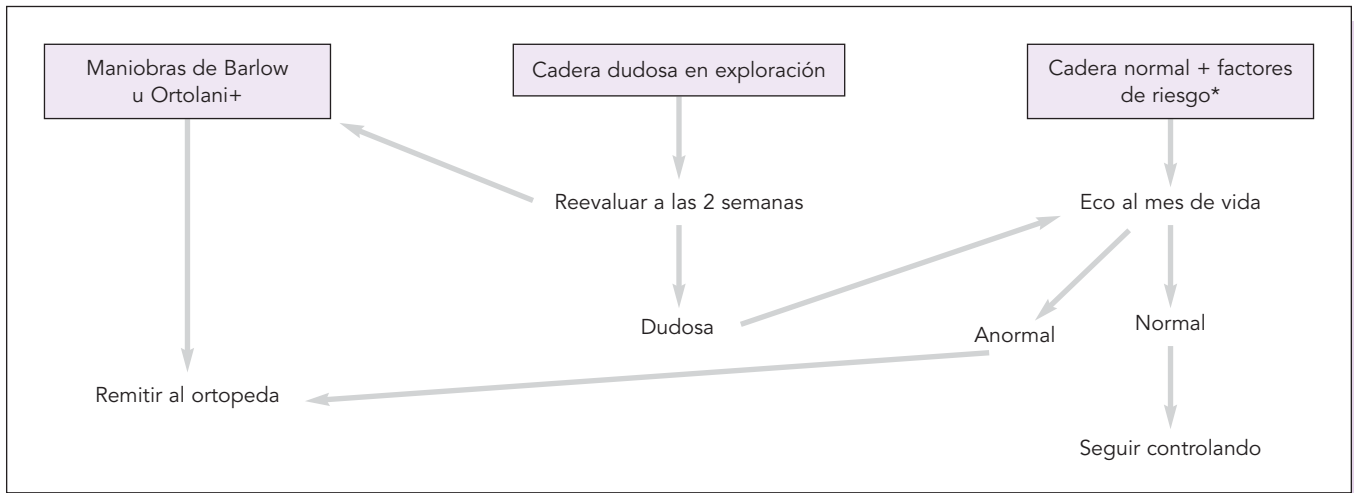 Maniobras de Barlow
u Ortolani+
Cadera dudosa en exploración
Cadera normal + factores
de riesgo*
Reevaluar a las 2 semanas
Eco al mes de vida
Dudosa
Anormal
Normal
Remitir al ortopeda
Seguir controlando